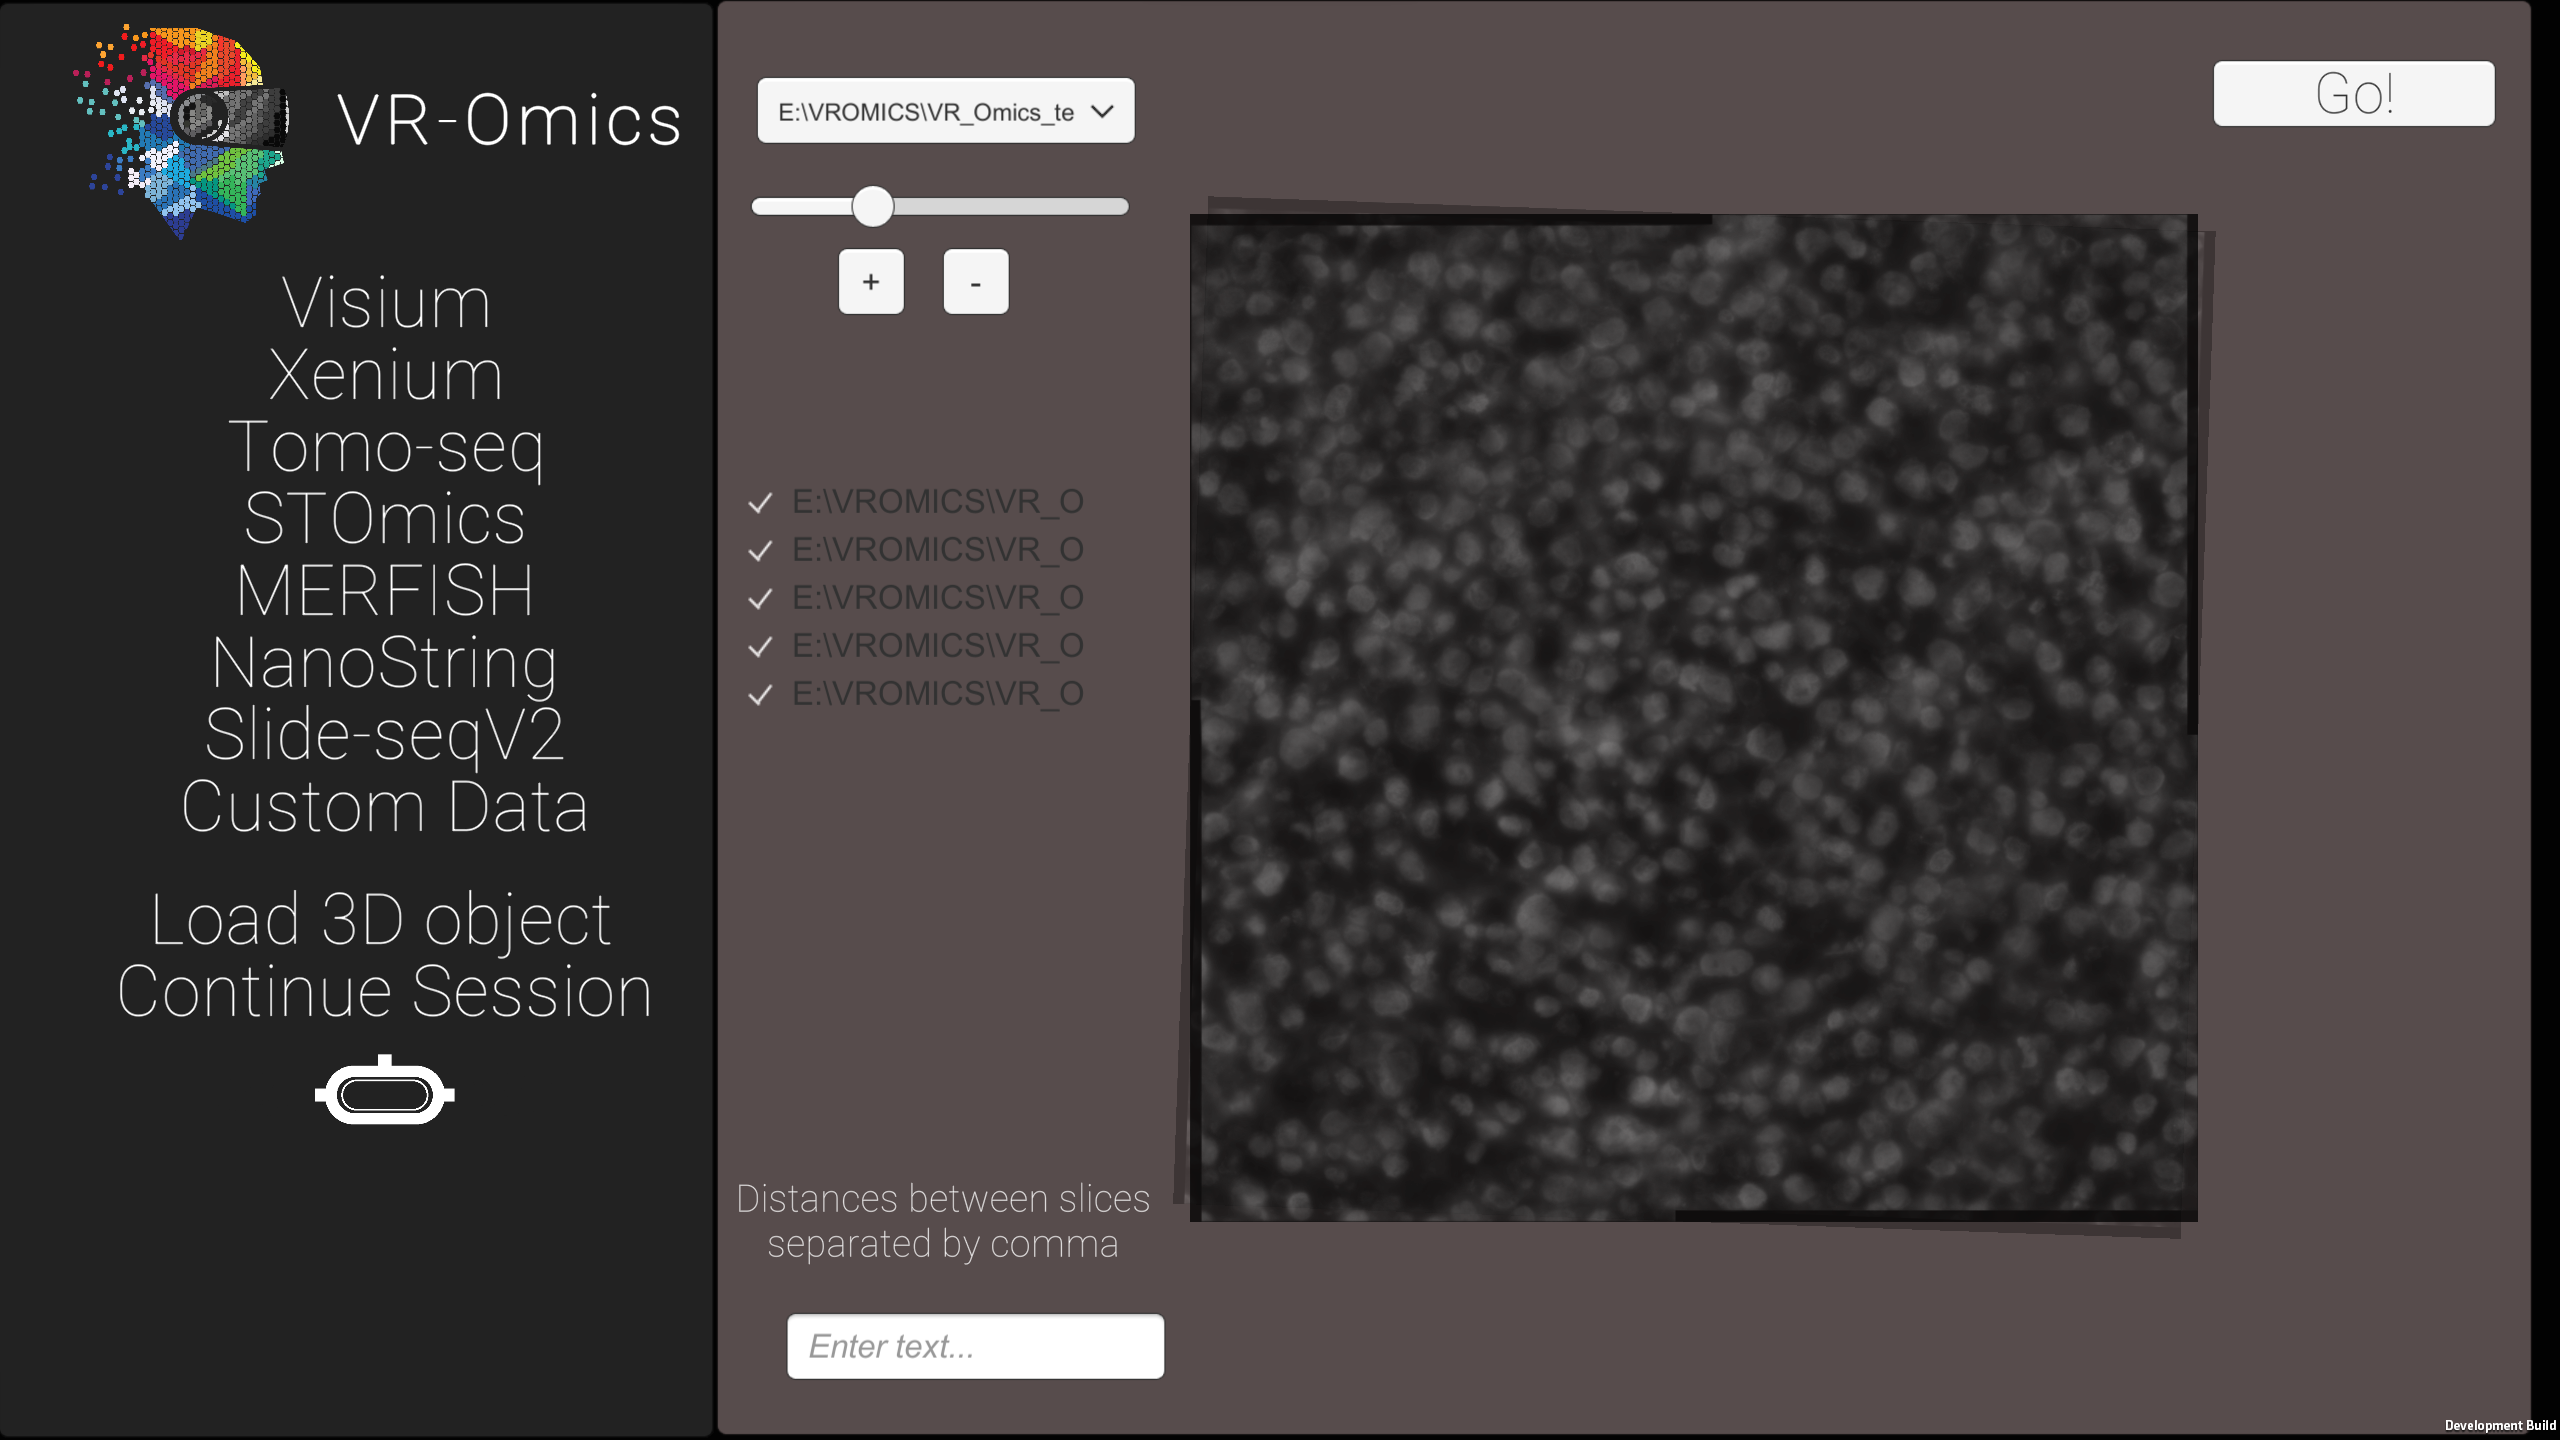 VR-Omics
Visium
Xenium
Tomo-seq
STOmics
MERFISH
NanoString
Slide-seqV2
Custom Data
Load 3D object
Continue Session
E:\VROMICS\VR_Omics_te
+ -
E:\VROMICS\VR_O
E:\VROMICS\VR_O
E:\VROMICS\VR_O
E:\VROMICS\VR_O
E:\VROMICS\VR_O
Distances between slices
separated by comma
Enter text...
Go!
Development Build